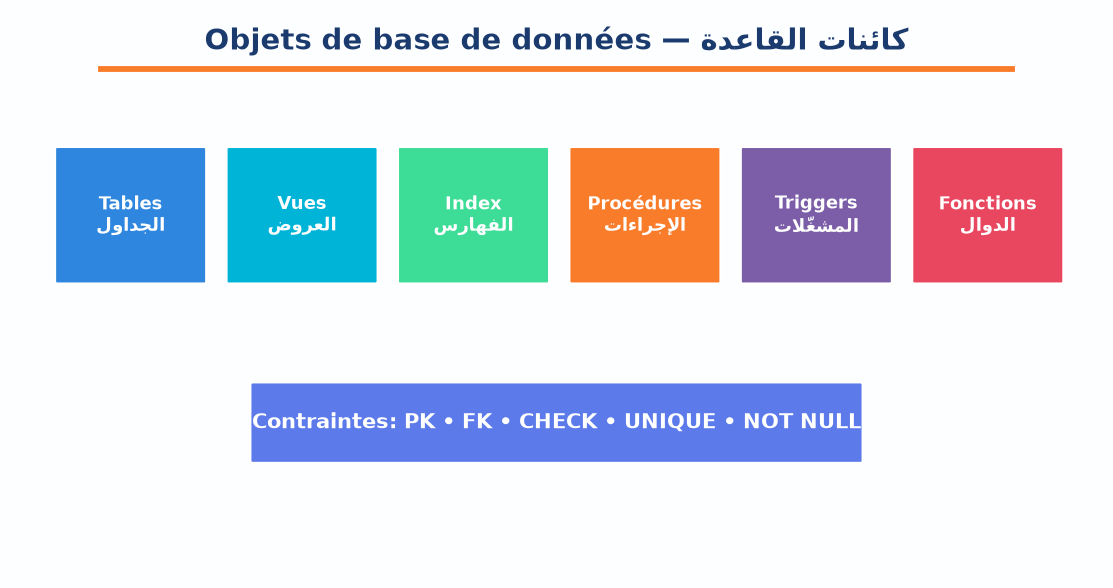 Objets de base de données — كائنات القاعدة
Tables
الجداول
Vues
العروض
Index
الفهارس
Procédures
الإجراءات
Triggers
المشغّلات
Fonctions
الدوال
Contraintes: PK • FK • CHECK • UNIQUE • NOT NULL